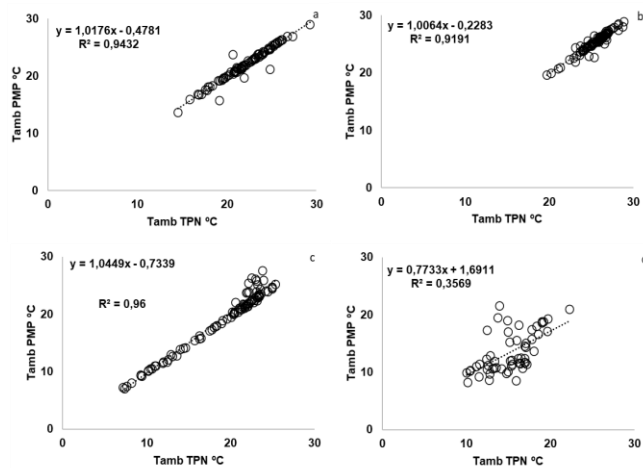 a
y = 1,0176x - 0,4781
R² = 0,9432
Tamb PMP ºC
30
20
10
0
0 10 20 30
Tamb TPN ºC
b
y = 1,0064x - 0,2283
R² = 0,9191
Tamb PMP ºC
30
20
10
0
0 10 20 30
Tamb TPN ºC
c
y = 1,0449x - 0,7339
R² = 0,96
Tamb PMP ºC
30
20
10
0
0 10 20 30
Tamb TPN ºC
y = 0,7733x + 1,6911
R² = 0,3569
Tamb PMP ºC
30
20
10
0
0 10 20 30
Tamb TPN ºC